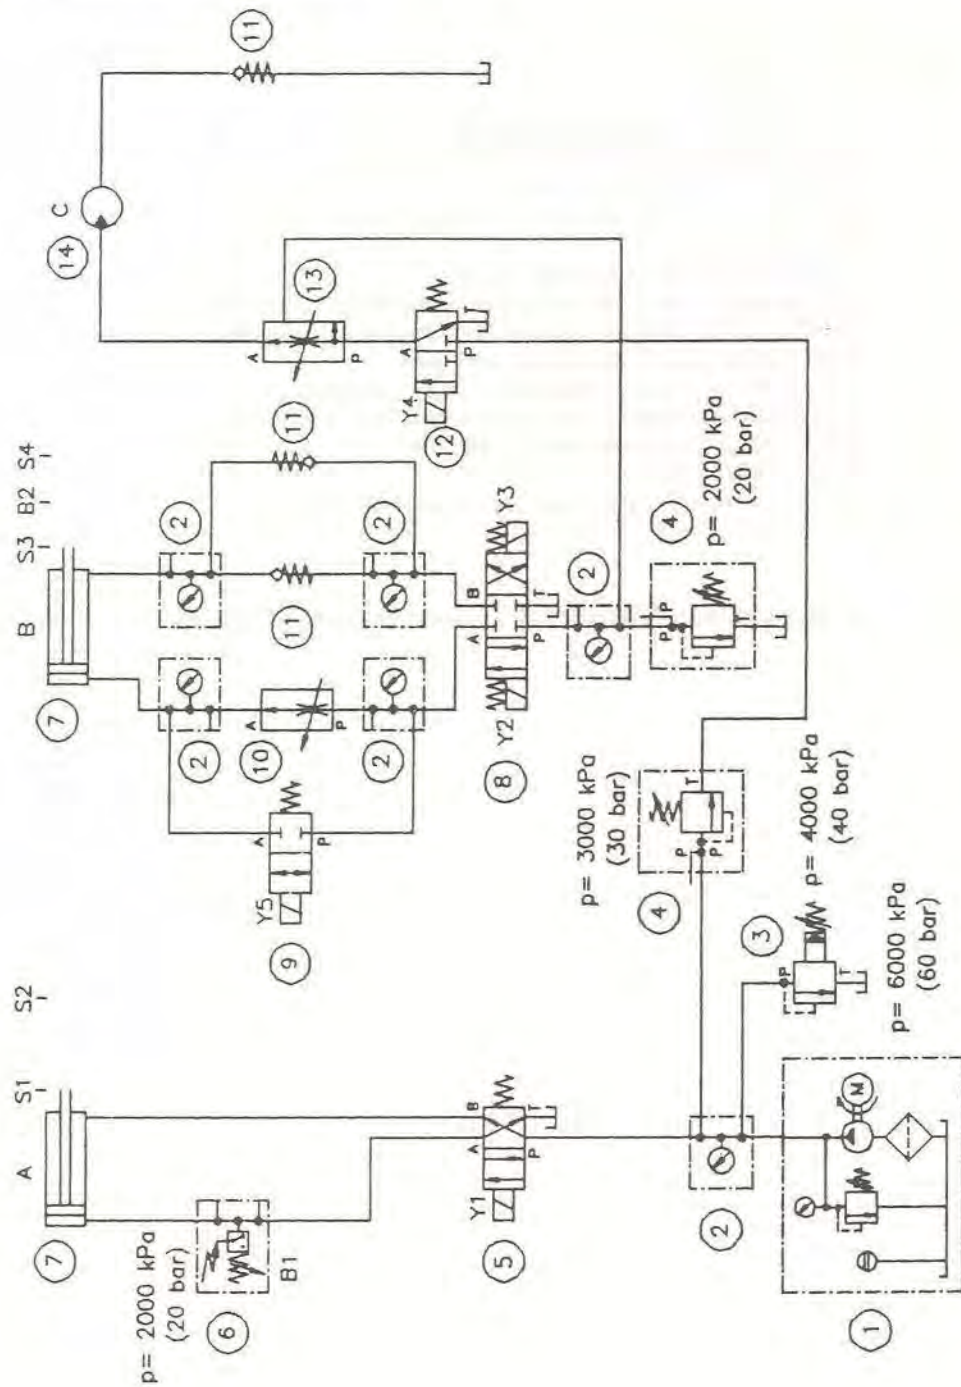 A S1 S2 B S3 B2 S4
C
7
7
14
11
p= 2000 kPa
(20 bar)
6
B1
2
2
11
A
10
P
A
13
P
Y5
9
A
P
2
11
2
Y4
12
A
T
P
Y1
5
A B
P T
Y2
8
A B
P T
Y3
2
p= 3000 kPa
(30 bar)
4
P
P
T
4
P
P
T
p= 2000 kPa
(20 bar)
2
3
P
T
p= 4000 kPa
(40 bar)
1
M
p= 6000 kPa
(60 bar)